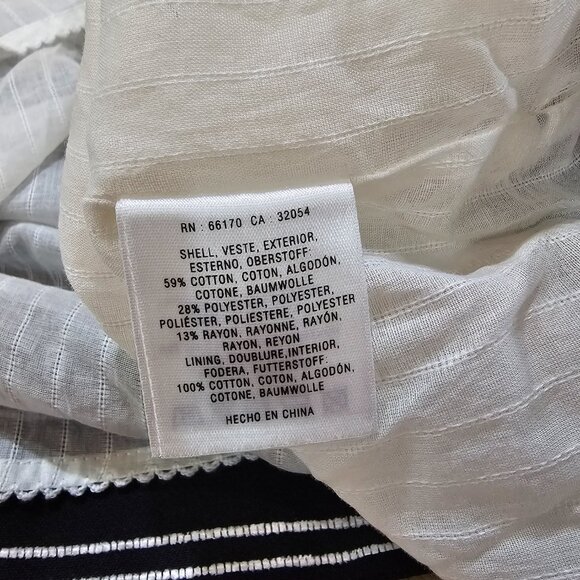 RN : 66170 CA : 32054
SHELL, VESTE, EXTERIOR,
ESTERNO, OBERSTOFF:
59% COTTON, COTON, ALGODÓN,
COTONE, BAUMWOLLE
28% POLYESTER, POLYESTER,
POLIÉSTER, POLIESTERE, POLYESTER
13% RAYON, RAYONNE, RAYÓN,
RAYON, REYON
LINING, DOUBLURE,INTERIOR,
FODERA, FUTTERSTOFF:
100% COTTON, COTON, ALGODÓN,
COTONE, BAUMWOLLE
HECHO EN CHINA